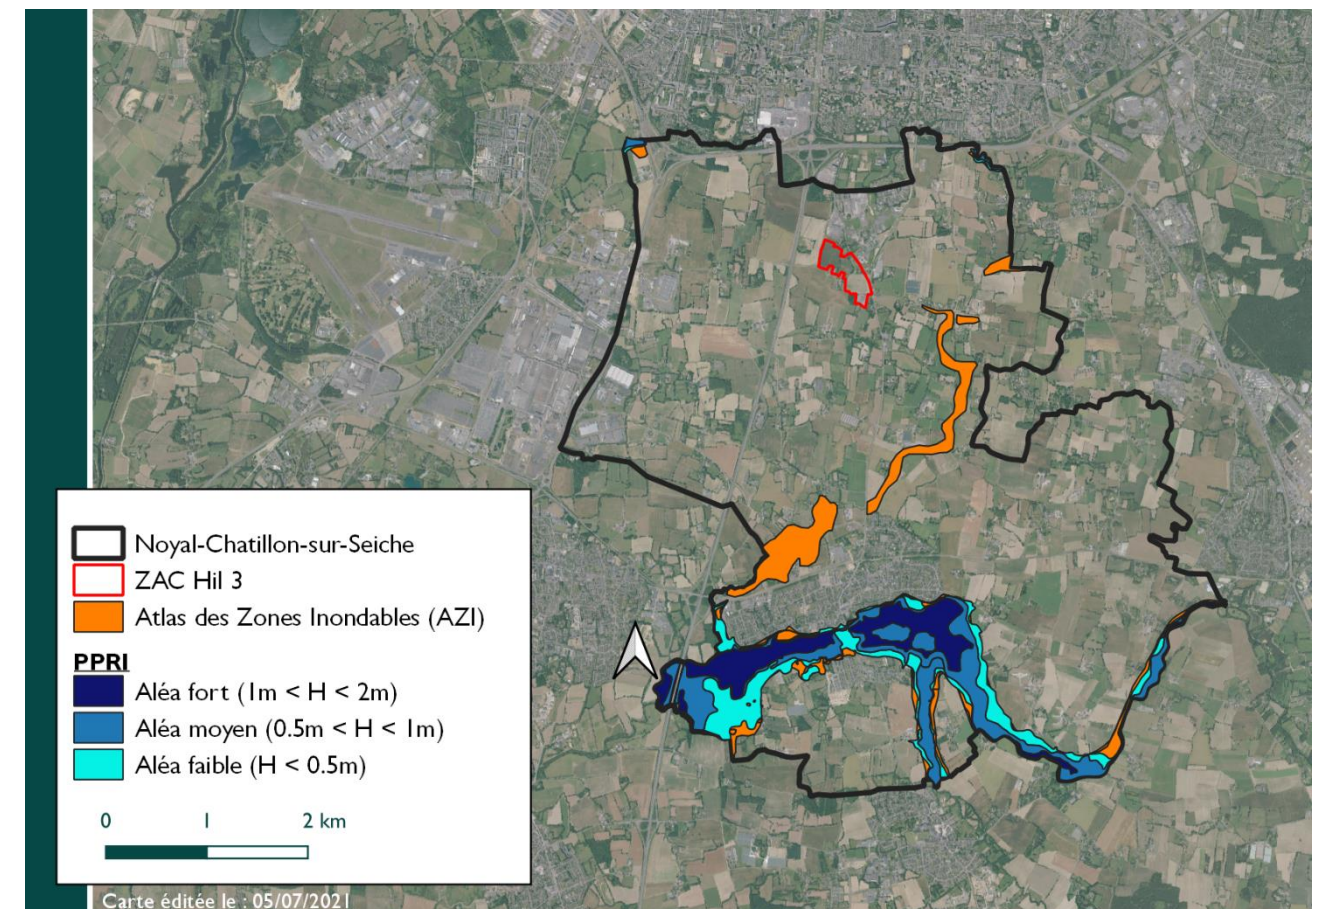 Noyal-Chatillon-sur-Seiche
ZAC Hil 3
Atlas des Zones Inondables (AZI)
PPRI
Aléa fort (1m < H < 2m)
Aléa moyen (0.5m < H < 1m)
Aléa faible (H < 0.5m)
0 1 2 km
Carte éditée le : 05/07/2021